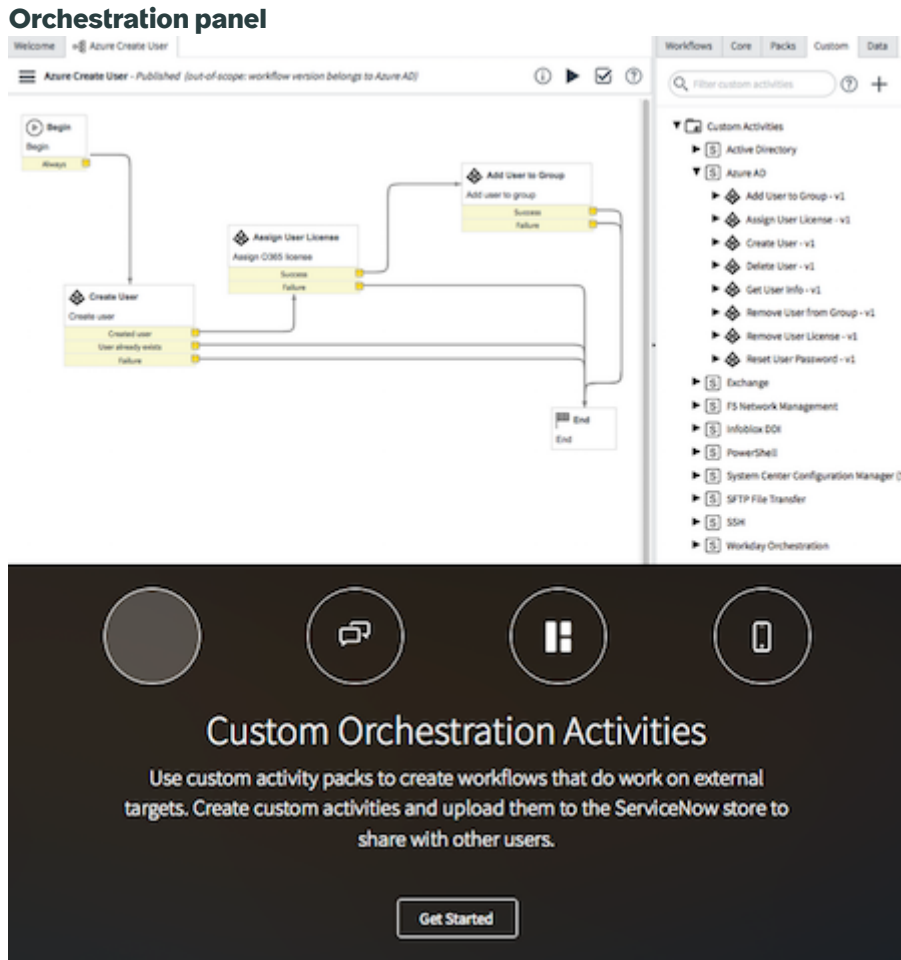 Orchestration panel
Welcome
Azure Create User
Azure Create User - Published (out-of-scope: workflow version belongs to Azure AD)
Begin
Begin
Always
Add User to Group
Add user to group
Success
Failure
Assign User License
Assign O365 license
Success
Failure
Create User
Create user
Created user
User already exists
Failure
End
End
Workflows Core Packs Custom Data
Filter custom activities
Custom Activities
Active Directory
Azure AD
Add User to Group - v1
Assign User License - v1
Create User - v1
Delete User - v1
Get User Info - v1
Remove User from Group - v1
Remove User License - v1
Reset User Password - v1
Exchange
F5 Network Management
Infoblox DDI
PowerShell
System Center Configuration Manager (
SFTP File Transfer
SSH
Workday Orchestration
Custom Orchestration Activities
Use custom activity packs to create workflows that do work on external
targets. Create custom activities and upload them to the ServiceNow store to
share with other users.
Get Started